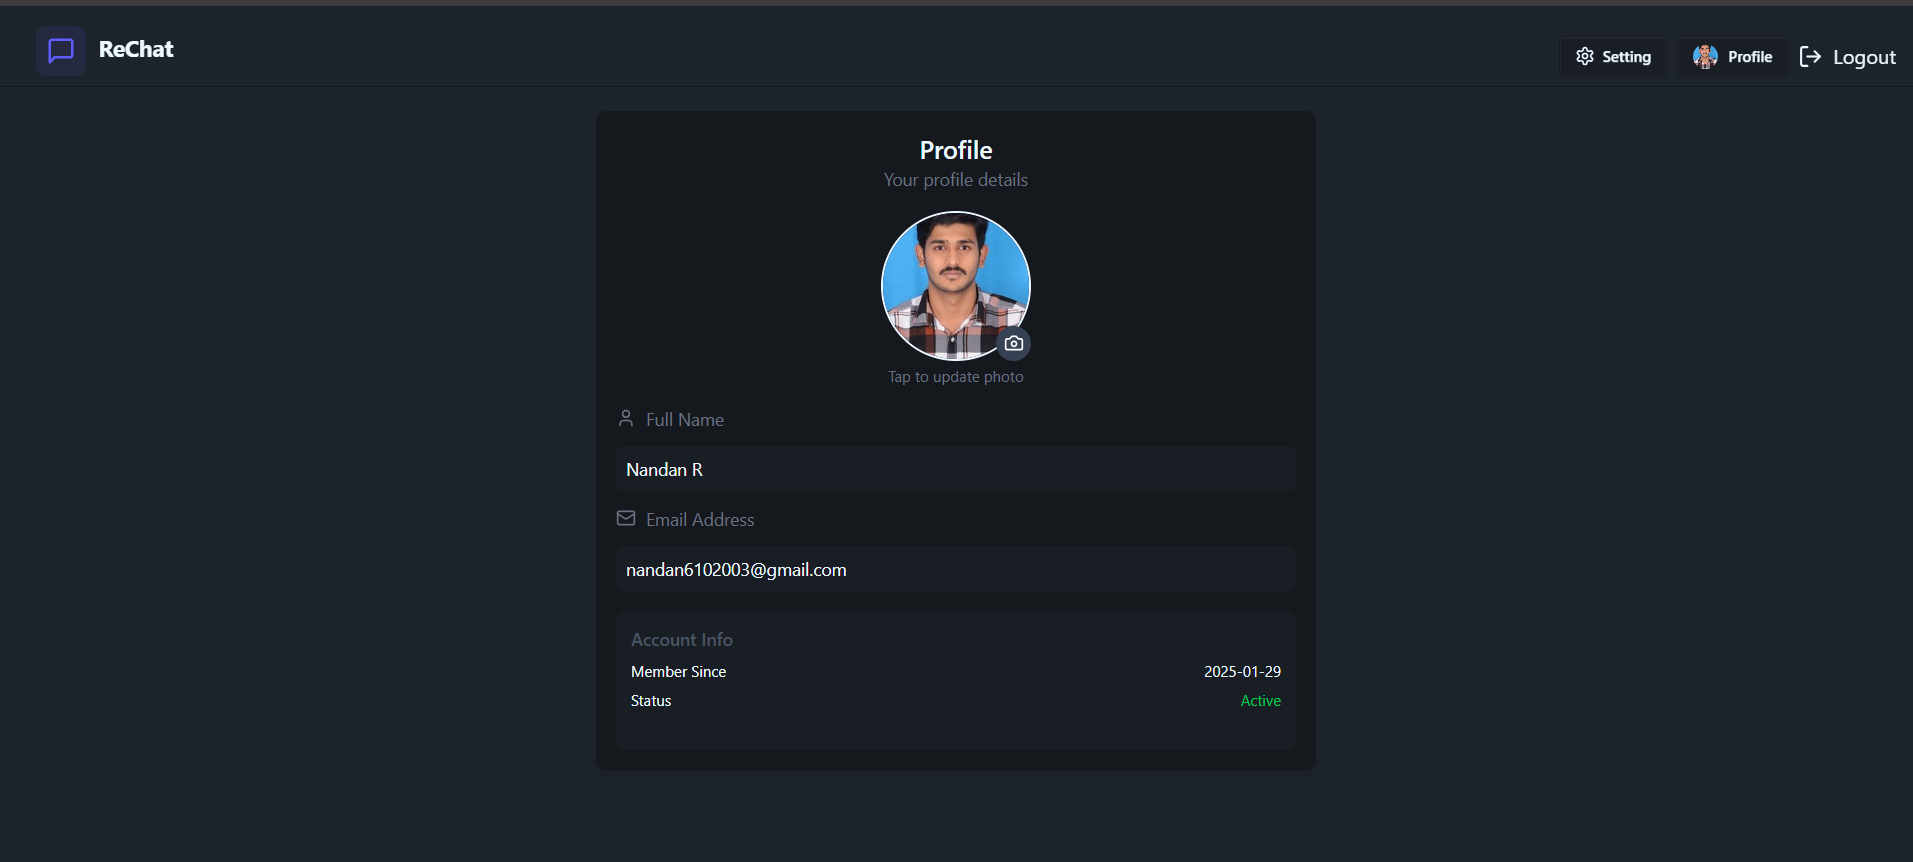 ReChat
Setting
Profile
Logout
Profile
Your profile details
Tap to update photo
Full Name
Nandan R
Email Address
nandan6102003@gmail.com
Account Info
Member Since 2025-01-29
Status Active